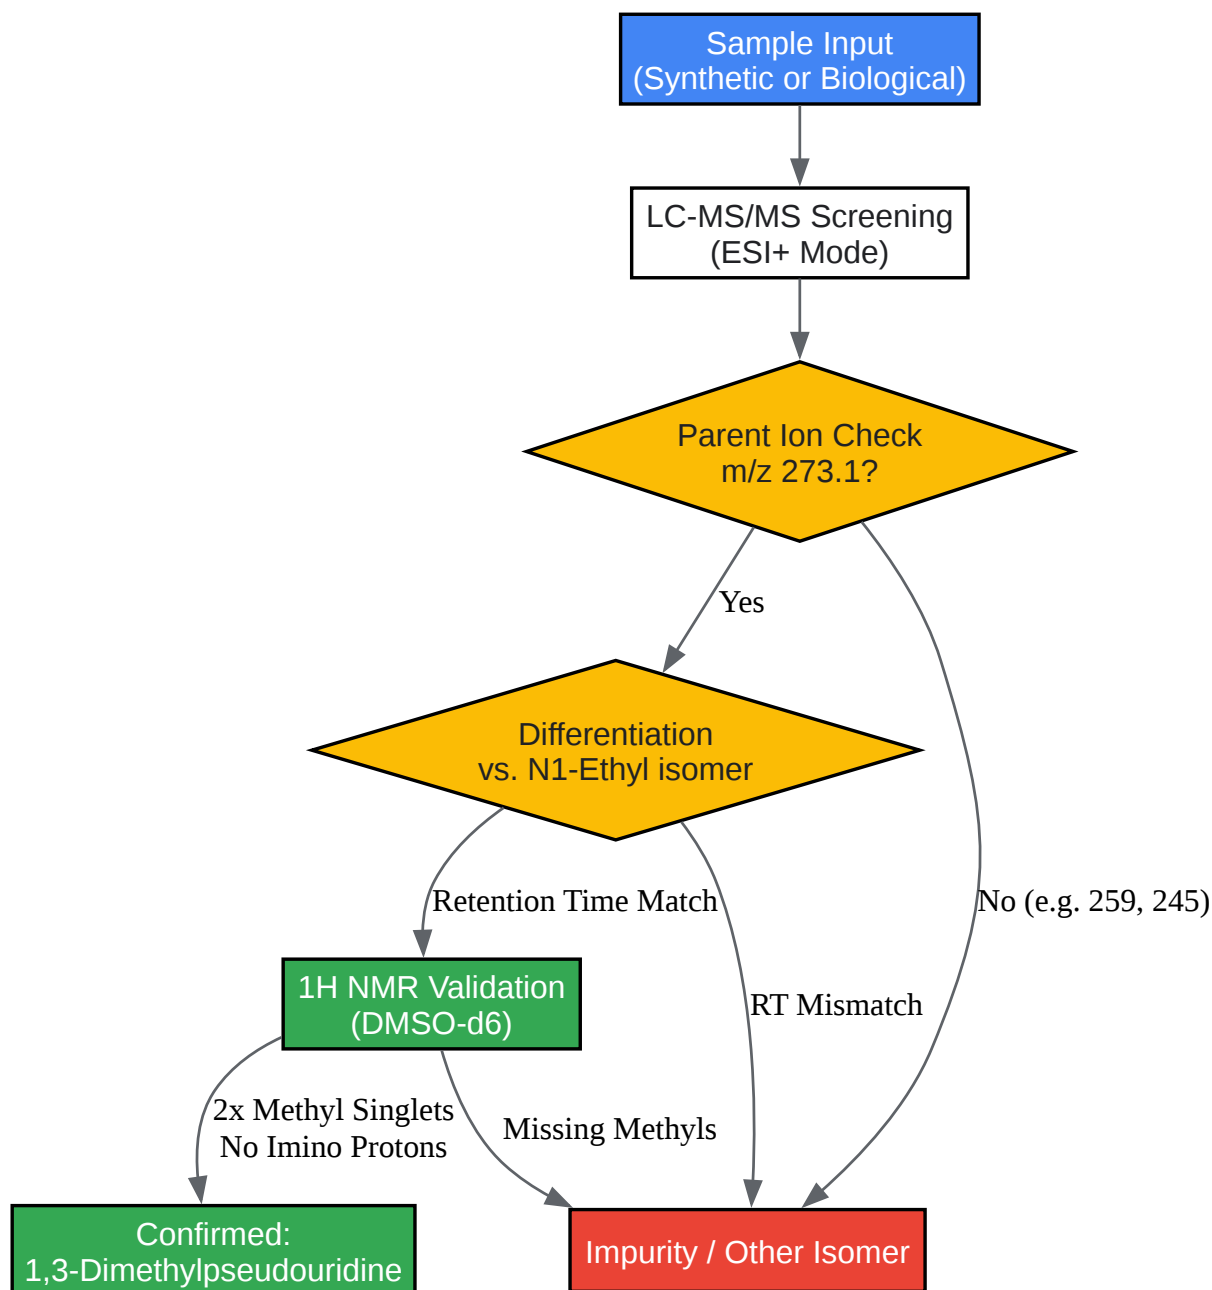 Sample Input
(Synthetic or Biological)
LC-MS/MS Screening
(ESI+ Mode)
Parent Ion Check
m/z 273.1?
Yes
Differentiation
vs. N1-Ethyl isomer
Retention Time Match
No (e.g. 259, 245)
1H NMR Validation
(DMSO-d6)
RT Mismatch
2x Methyl Singlets
No Imino Protons
Missing Methyls
Confirmed:
1,3-Dimethylpseudouridine
Impurity / Other Isomer